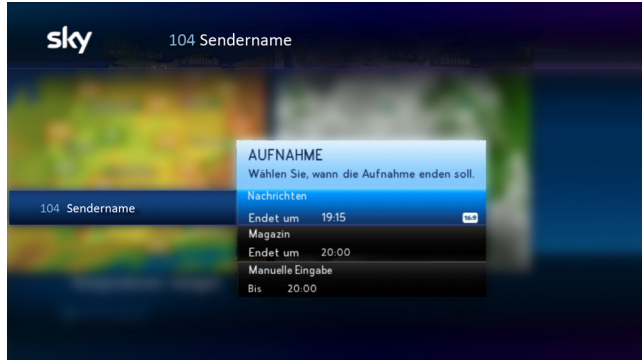 sky
104 Sendername
AUFNAHME
Wählen Sie, wann die Aufnahme enden soll.
Nachrichten
104 Sendername
Endet um 19:15 16:9
Magazin
Endet um 20:00
Manuelle Eingabe
Bis 20:00